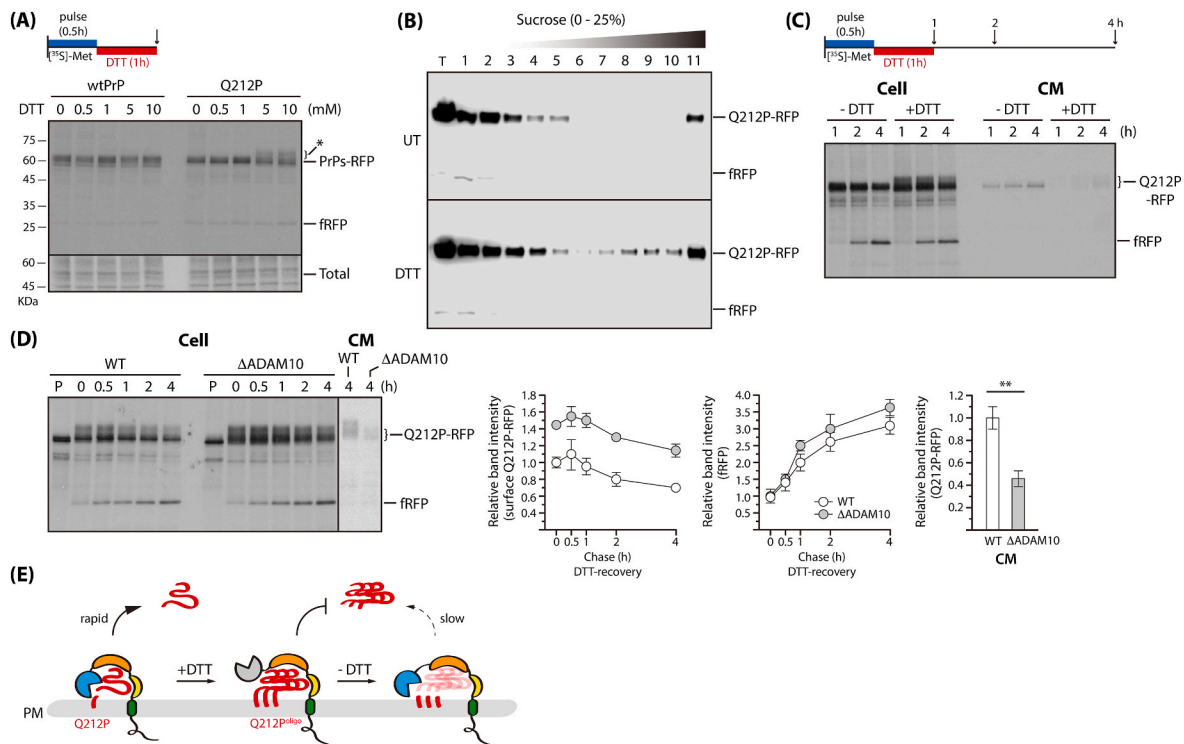 (A)
pulse
(0.5h)
[³⁵S]-Met
DTT (1h)
wtPrP Q212P
DTT 0 0.5 1 5 10 0 0.5 1 5 10 (mM)
75
60
45
35
25
*
PrPs-RFP
fRFP
60
45
Total
KDa
(B)
Sucrose (0 - 25%)
T 1 2 3 4 5 6 7 8 9 10 11
UT
Q212P-RFP
fRFP
DTT
Q212P-RFP
fRFP
(C)
pulse
(0.5h)
[³⁵S]-Met
DTT (1h)
1 2 4 h
Cell CM
- DTT +DTT - DTT +DTT
1 2 4 1 2 4 1 2 4 1 2 4 (h)
Q212P
-RFP
fRFP
(D)
Cell CM
WT ΔADAM10 WT ΔADAM10
P 0 0.5 1 2 4 (h) P 0 0.5 1 2 4 4 4
Q212P-RFP
fRFP
Relative band intensity
(surface Q212P-RFP)
1.8
1.6
1.4
1.2
1.0
0.8
0.6
0.4
0.2
0 0.5 1 2 4
Chase (h)
DTT-recovery
Relative band intensity
(fRFP)
4.0
3.5
3.0
2.5
2.0
1.5
1.0
0.5
WT
ΔADAM10
0 0.5 1 2 4
Chase (h)
DTT-recovery
Relative band intensity
(Q212P-RFP)
**
1.2
1.0
0.8
0.6
0.4
0.2
WT ΔADAM10
CM
(E)
rapid
slow
+DTT
- DTT
PM
Q212P
Q212P^oligo